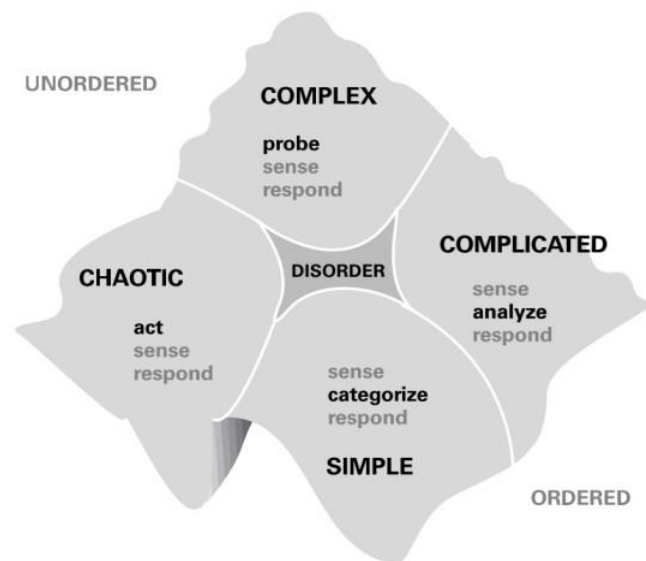 UNORDERED
COMPLEX
probe
sense
respond
COMPLICATED
sense
analyze
respond
CHAOTIC
act
sense
respond
DISORDER
sense
categorize
respond
SIMPLE
ORDERED